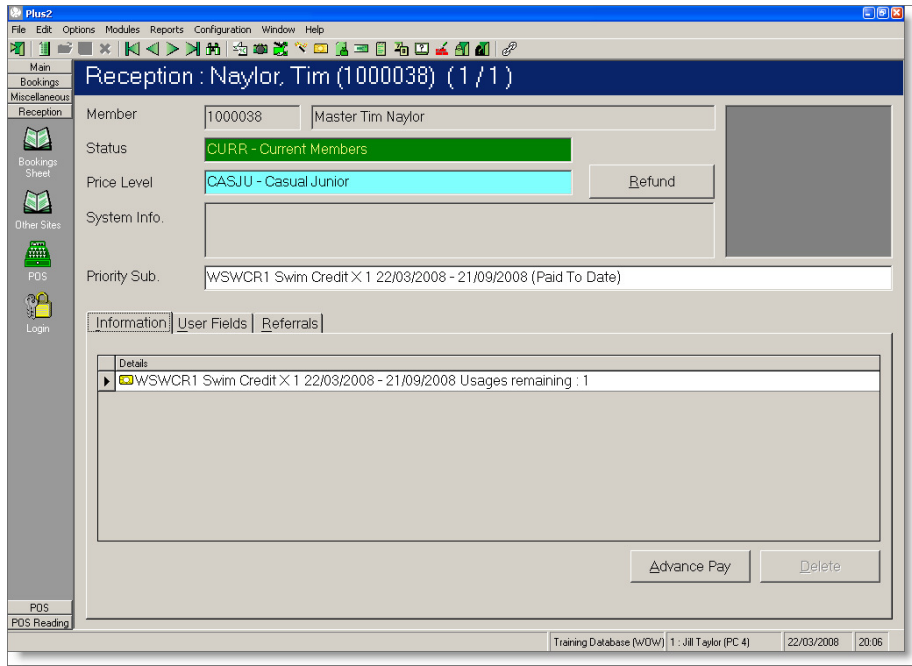 Plus2
File Edit Options Modules Reports Configuration Window Help
Main
Bookings
Miscellaneous
Reception
Bookings Sheet
Other Sites
POS
Login
POS
POS Reading
Reception : Naylor, Tim (1000038) (1 / 1)
Member 1000038 Master Tim Naylor
Status CURR - Current Members
Price Level CASJU - Casual Junior Refund
System Info.
Priority Sub. WSWCR1 Swim Credit X 1 22/03/2008 - 21/09/2008 (Paid To Date)
Information User Fields Referrals
Details
WSWCR1 Swim Credit X 1 22/03/2008 - 21/09/2008 Usages remaining : 1
Advance Pay Delete
Training Database (WOW) 1 : Jill Taylor (PC 4) 22/03/2008 20:06